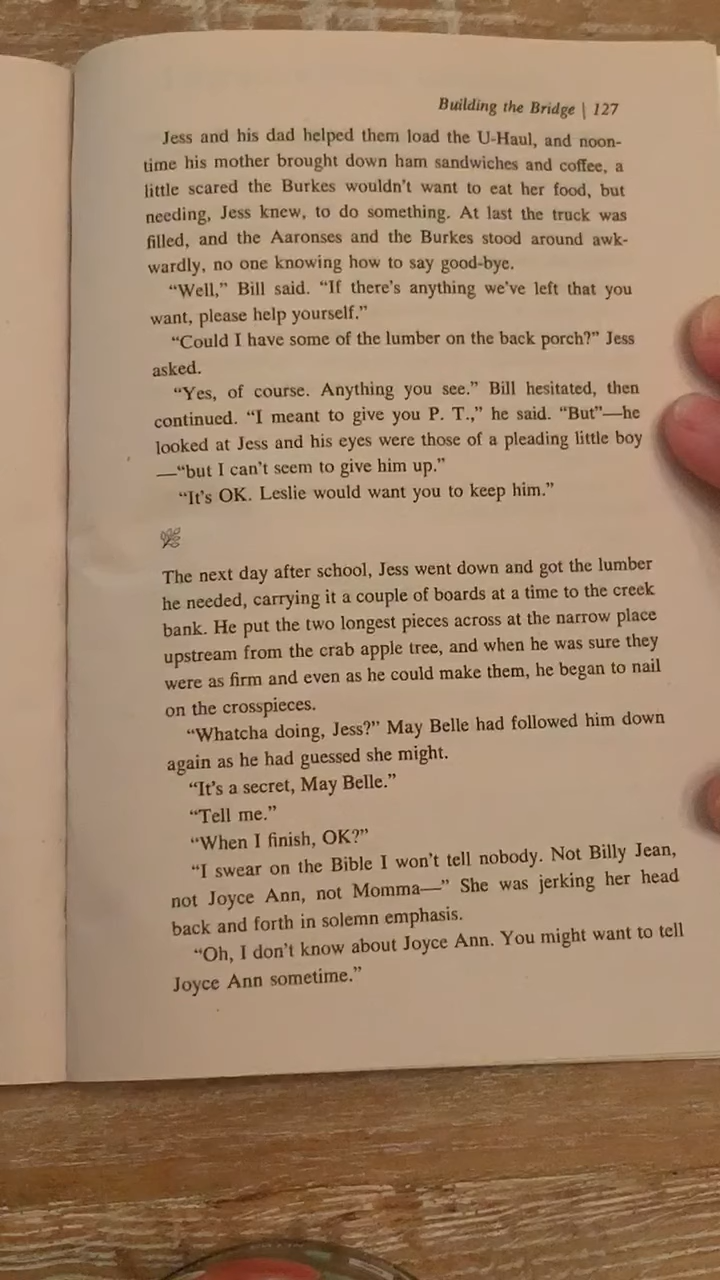 Building the Bridge | 127
Jess and his dad helped them load the U-Haul, and noon-
time his mother brought down ham sandwiches and coffee, a
little scared the Burkes wouldn't want to eat her food, but
needing, Jess knew, to do something. At last the truck was
filled, and the Aaronses and the Burkes stood around awk-
wardly, no one knowing how to say good-bye.
“Well,” Bill said. “If there's anything we've left that you
want, please help yourself.”
“Could I have some of the lumber on the back porch?” Jess
asked.
“Yes, of course. Anything you see.” Bill hesitated, then
continued. “I meant to give you P. T.,” he said. “But”—he
looked at Jess and his eyes were those of a pleading little boy
—“but I can't seem to give him up.”
“It's OK. Leslie would want you to keep him.”
The next day after school, Jess went down and got the lumber
he needed, carrying it a couple of boards at a time to the creek
bank. He put the two longest pieces across at the narrow place
upstream from the crab apple tree, and when he was sure they
were as firm and even as he could make them, he began to nail
on the crosspieces.
“Whatcha doing, Jess?” May Belle had followed him down
again as he had guessed she might.
“It's a secret, May Belle.”
“Tell me.”
“When I finish, OK?”
“I swear on the Bible I won't tell nobody. Not Billy Jean,
not Joyce Ann, not Momma—” She was jerking her head
back and forth in solemn emphasis.
“Oh, I don't know about Joyce Ann. You might want to tell
Joyce Ann sometime.”